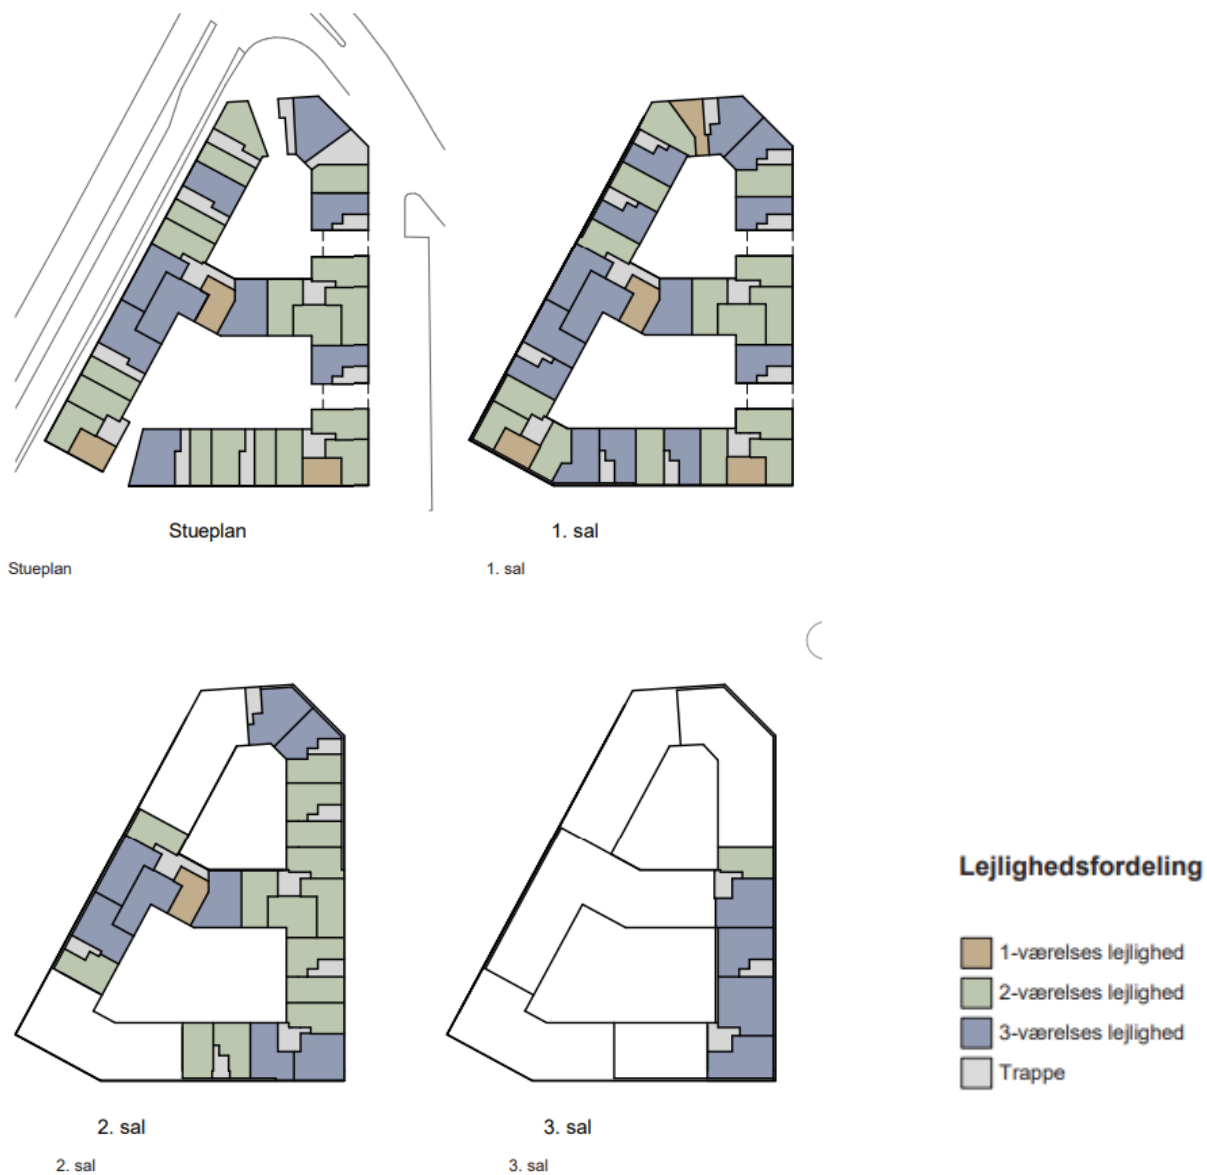 Stueplan
1. sal
Stueplan
1. sal
Lejlighedsfordeling
1-værelses lejlighed
2-værelses lejlighed
3-værelses lejlighed
Trappe
2. sal
3. sal
2. sal
3. sal